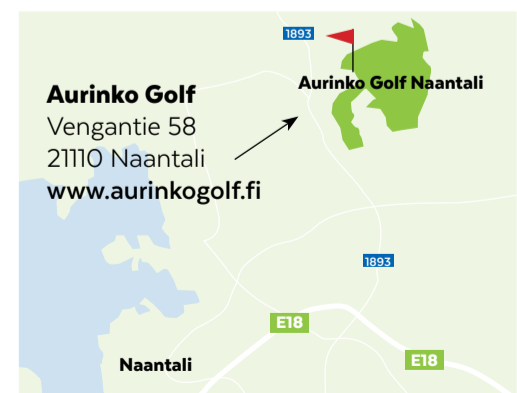 1893
Aurinko Golf Naantali
Aurinko Golf
Vengantie 58
21110 Naantali
www.aurinkogolf.fi
1893
E18
E18
Naantali